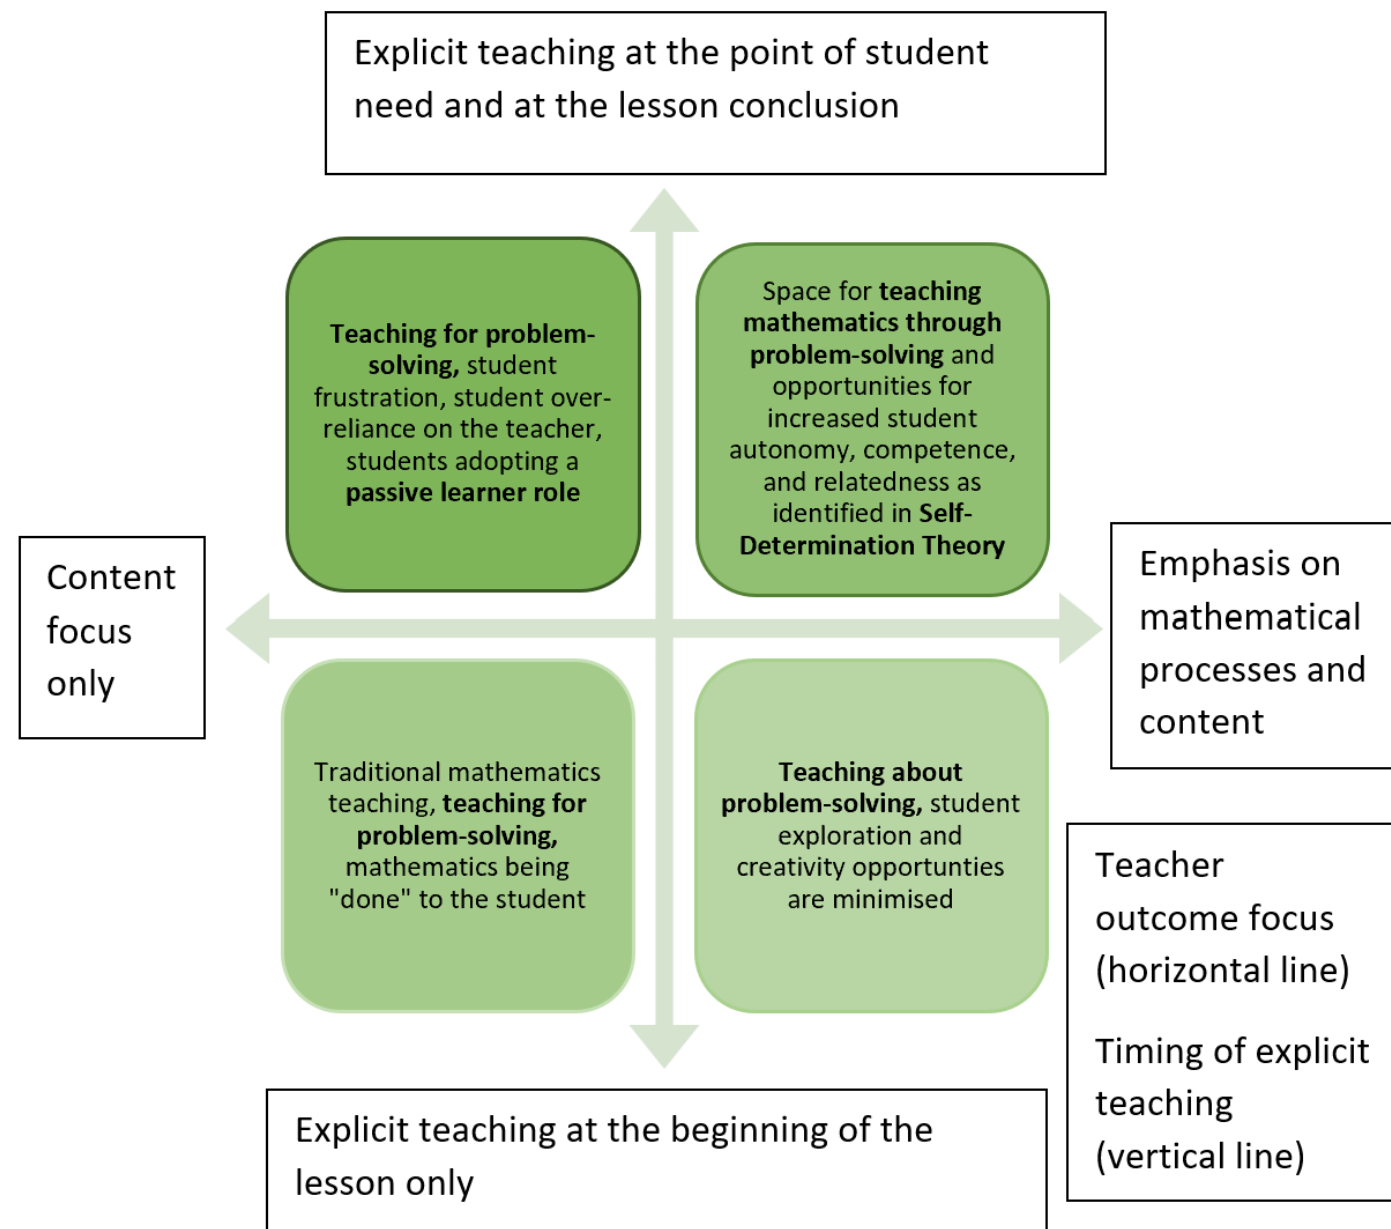 Explicit teaching at the point of student
need and at the lesson conclusion
Teaching for problem-
solving, student
frustration, student over-
reliance on the teacher,
students adopting a
passive learner role
Space for teaching
mathematics through
problem-solving and
opportunities for
increased student
autonomy, competence,
and relatedness as
identified in Self-
Determination Theory
Content
focus
only
Emphasis on
mathematical
processes and
content
Traditional mathematics
teaching, teaching for
problem-solving,
mathematics being
"done" to the student
Teaching about
problem-solving, student
exploration and
creativity opportunties
are minimised
Teacher
outcome focus
(horizontal line)
Timing of explicit
teaching
(vertical line)
Explicit teaching at the beginning of the
lesson only